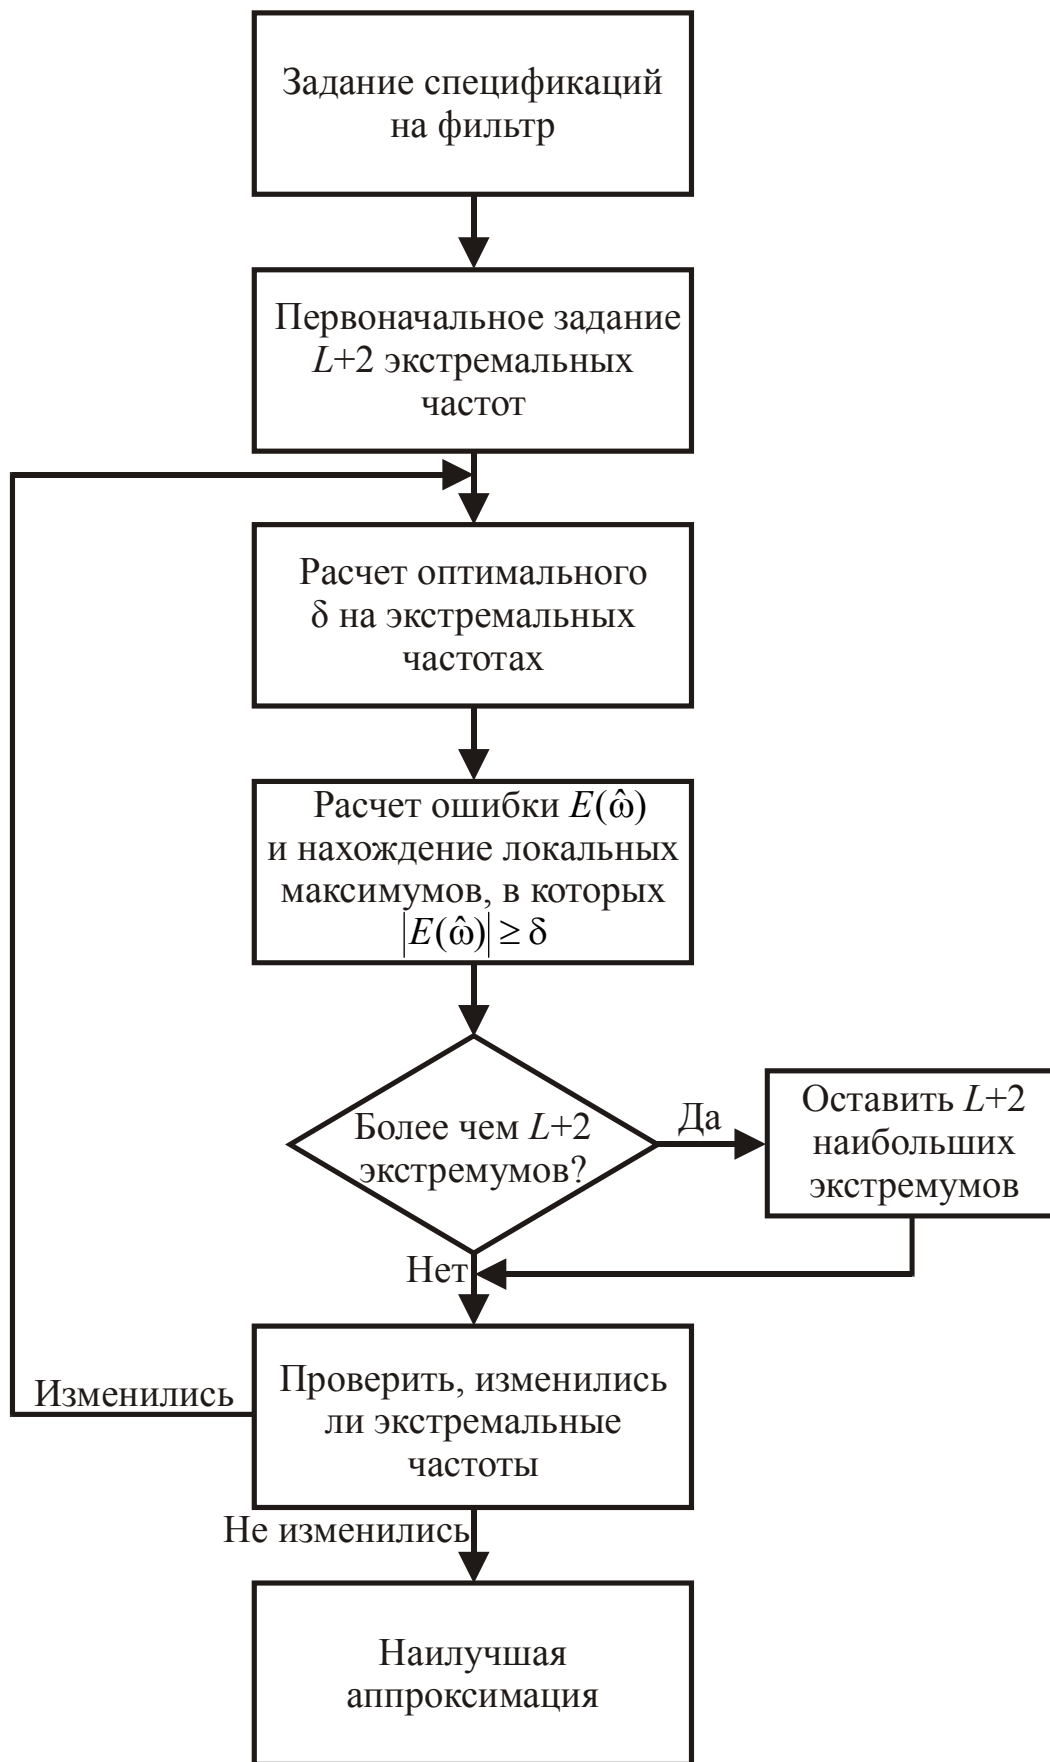 Задание спецификаций
на фильтр
Первоначальное задание
L+2 экстремальных
частот
Расчет оптимального
δ на экстремальных
частотах
Расчет ошибки E(ω̂)
и нахождение локальных
максимумов, в которых
|E(ω̂)| ≥ δ
Более чем L+2
экстремумов?
Да
Оставить L+2
наибольших
экстремумов
Нет
Проверить, изменились
ли экстремальные
частоты
Изменились
Не изменились
Наилучшая
аппроксимация